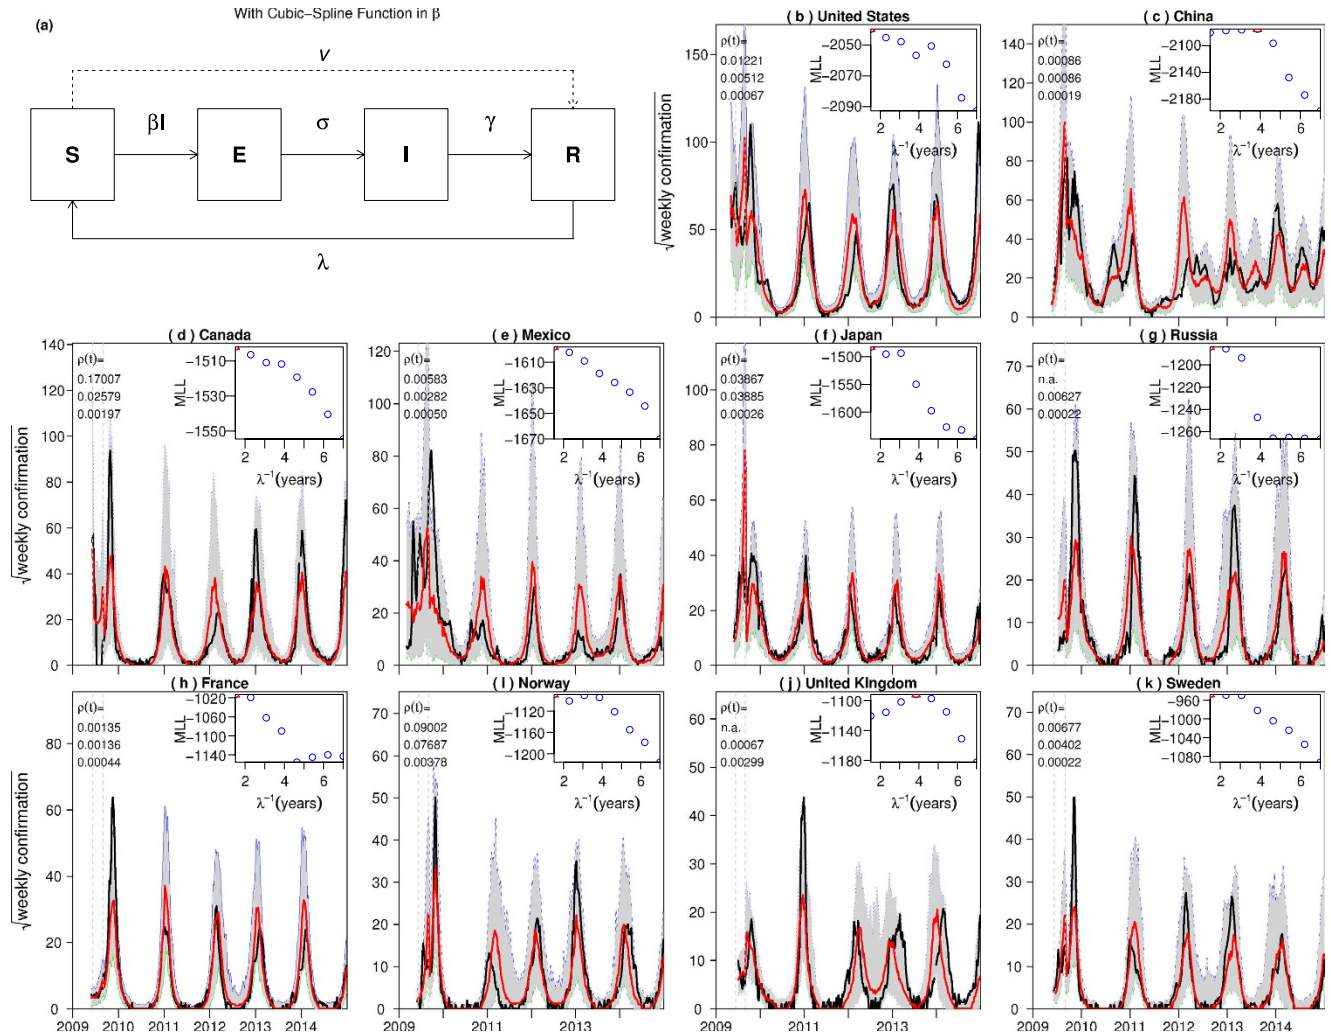 (a)
With Cubic−Spline Function in β
ν
S
βI
E
σ
I
γ
R
λ
( b ) United States
ρ(t)=
0.01221
0.00512
0.00067
MLL
−2050
−2070
−2090
2 4 6
λ−1(years)
√weekly confirmation
150
100
50
0
( c ) China
ρ(t)=
0.00086
0.00086
0.00019
MLL
−2100
−2140
−2180
2 4 6
λ−1(years)
140
120
100
80
60
40
20
0
( d ) Canada
ρ(t)=
0.17007
0.02579
0.00197
MLL
−1510
−1530
−1550
2 4 6
λ−1(years)
√weekly confirmation
140
120
100
80
60
40
20
0
( e ) Mexico
ρ(t)=
0.00583
0.00282
0.00050
MLL
−1610
−1630
−1650
−1670
2 4 6
λ−1(years)
120
100
80
60
40
20
0
( f ) Japan
ρ(t)=
0.03867
0.03885
0.00026
MLL
−1500
−1550
−1600
2 4 6
λ−1(years)
100
80
60
40
20
0
( g ) Russia
ρ(t)=
n.a.
0.00627
0.00022
MLL
−1200
−1220
−1240
−1260
2 4 6
λ−1(years)
70
60
50
40
30
20
10
0
( h ) France
ρ(t)=
0.00135
0.00136
0.00044
MLL
−1020
−1060
−1100
−1140
2 4 6
λ−1(years)
√weekly confirmation
80
60
40
20
0
2009 2010 2011 2012 2013 2014
( i ) Norway
ρ(t)=
0.09002
0.07687
0.00378
MLL
−1120
−1160
−1200
2 4 6
λ−1(years)
70
60
50
40
30
20
10
0
2009 2011 2013
( j ) United Kingdom
ρ(t)=
n.a.
0.00067
0.00299
MLL
−1100
−1140
−1180
2 4 6
λ−1(years)
60
50
40
30
20
10
0
2009 2011 2013
( k ) Sweden
ρ(t)=
0.00677
0.00402
0.00022
MLL
−960
−1000
−1040
−1080
2 4 6
λ−1(years)
70
60
50
40
30
20
10
0
2009 2010 2011 2012 2013 2014